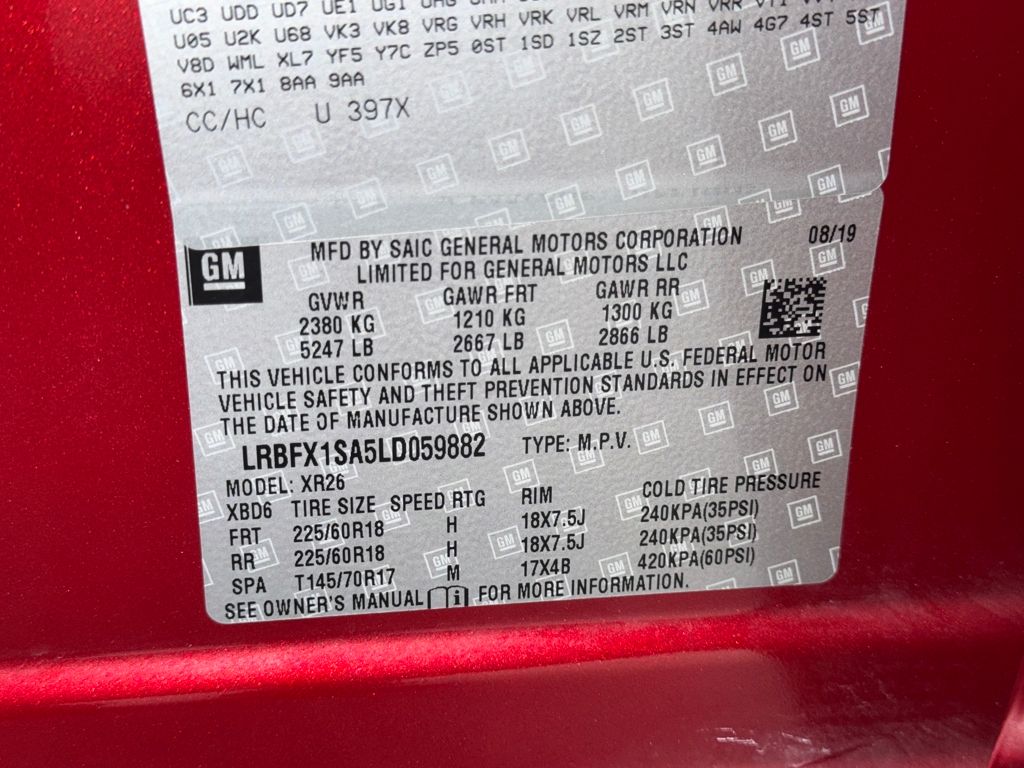 UC3 UDD UD7 UE1 UG1
U05 U2K U68 VK3 VK8 VRG VRH VRK VRL VRM VRN VRR VTI
V8D WML XL7 YF5 Y7C ZP5 0ST 1SD 1SZ 2ST 3ST 4AW 4G7 4ST 5ST
6X1 7X1 8AA 9AA
CC/HC U 397X
GM
MFD BY SAIC GENERAL MOTORS CORPORATION 08/19
LIMITED FOR GENERAL MOTORS LLC
GVWR GAWR FRT GAWR RR
2380 KG 1210 KG 1300 KG
5247 LB 2667 LB 2866 LB
THIS VEHICLE CONFORMS TO ALL APPLICABLE U.S. FEDERAL MOTOR
VEHICLE SAFETY AND THEFT PREVENTION STANDARDS IN EFFECT ON
THE DATE OF MANUFACTURE SHOWN ABOVE.
LRBFX1SA5LD059882 TYPE: M.P.V.
MODEL: XR26
XBD6 TIRE SIZE SPEED RTG RIM COLD TIRE PRESSURE
FRT 225/60R18 H 18X7.5J 240KPA(35PSI)
RR 225/60R18 H 18X7.5J 240KPA(35PSI)
SPA T145/70R17 M 17X4B 420KPA(60PSI)
SEE OWNER'S MANUAL i FOR MORE INFORMATION.